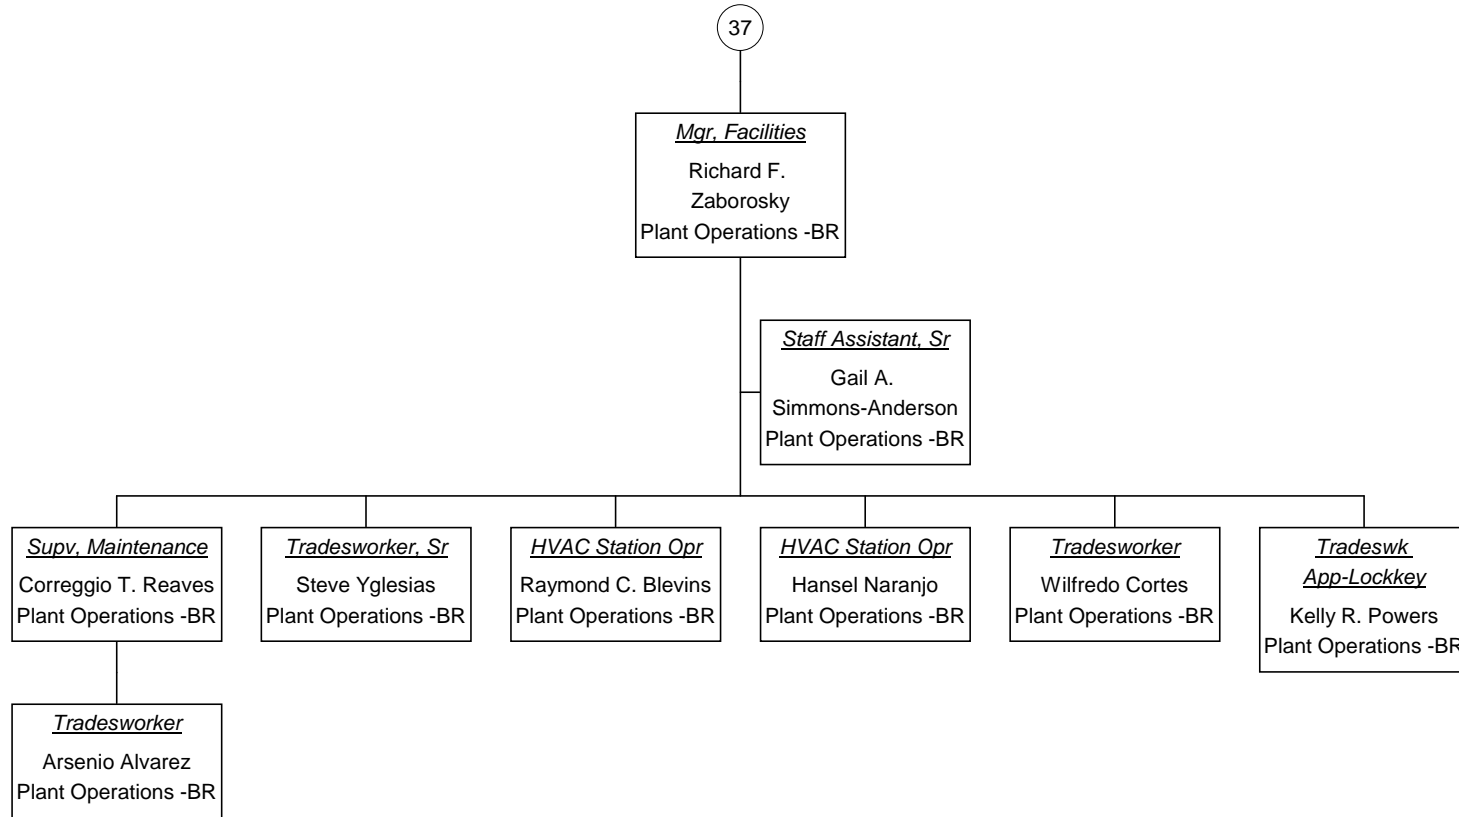 37
Mgr, Facilities
Richard F.
Zaborosky
Plant Operations -BR
Staff Assistant, Sr
Gail A.
Simmons-Anderson
Plant Operations -BR
Supv, Maintenance
Correggio T. Reaves
Plant Operations -BR
Tradesworker, Sr
Steve Yglesias
Plant Operations -BR
HVAC Station Opr
Raymond C. Blevins
Plant Operations -BR
HVAC Station Opr
Hansel Naranjo
Plant Operations -BR
Tradesworker
Wilfredo Cortes
Plant Operations -BR
Tradeswk
App-Lockkey
Kelly R. Powers
Plant Operations -BR
Tradesworker
Arsenio Alvarez
Plant Operations -BR